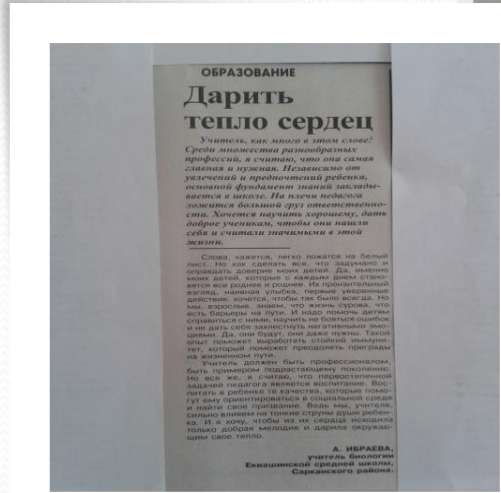 ОБРАЗОВАНИЕ
Дарить
тепло сердец
Учитель, как много в этом слове!
Среди множества разнообразных
профессий, я считаю, что она самая
главная и нужная. Независимо от
увлечений и предпочтений ребенка,
основной фундамент знаний заклады-
вается в школе. На плечи педагога
ложится большой груз ответственно-
сти. Хочется научить хорошему, дать
доброе ученикам, чтобы они нашли
себя и считали значимыми в этой
жизни.
Слова, кажется, легко ложатся на белый
лист. Но как сделать все, что задумано и
оправдать доверие моих детей. Да, именно
моих детей, которые с каждым днем стано-
вятся все роднее и роднее. Их пронзительный
взгляд, наивная улыбка, первые уверенные
действия, хочется, чтобы так было всегда. Но
мы, взрослые, знаем, что жизнь сурова, что
есть барьеры на пути. И надо помочь детям
справиться с ними, научить не бояться ошибок
и не дать себя захлестнуть негативными эмо-
циями. Да, они будут, они даже нужны. Такой
опыт поможет выработать стойкий иммуни-
тет, который поможет преодолеть преграды
на жизненном пути.
Учитель должен быть профессионалом,
быть примером подрастающему поколению.
Но все же, я считаю, что первостепенной
задачей педагога является воспитание. Вос-
питать в ребенке те качества, которые помо-
гут ему ориентироваться в социальной среде
и найти свое призвание. Ведь мы, учителя,
сильно влияем на тонкие струны души ребен-
ка. И я хочу, чтобы из их сердца исходила
только добрая мелодия и дарила окружаю-
щим свое тепло.
А. ИБРАЕВА,
учитель биологии
Екиашинской средней школы,
Сарканского района.